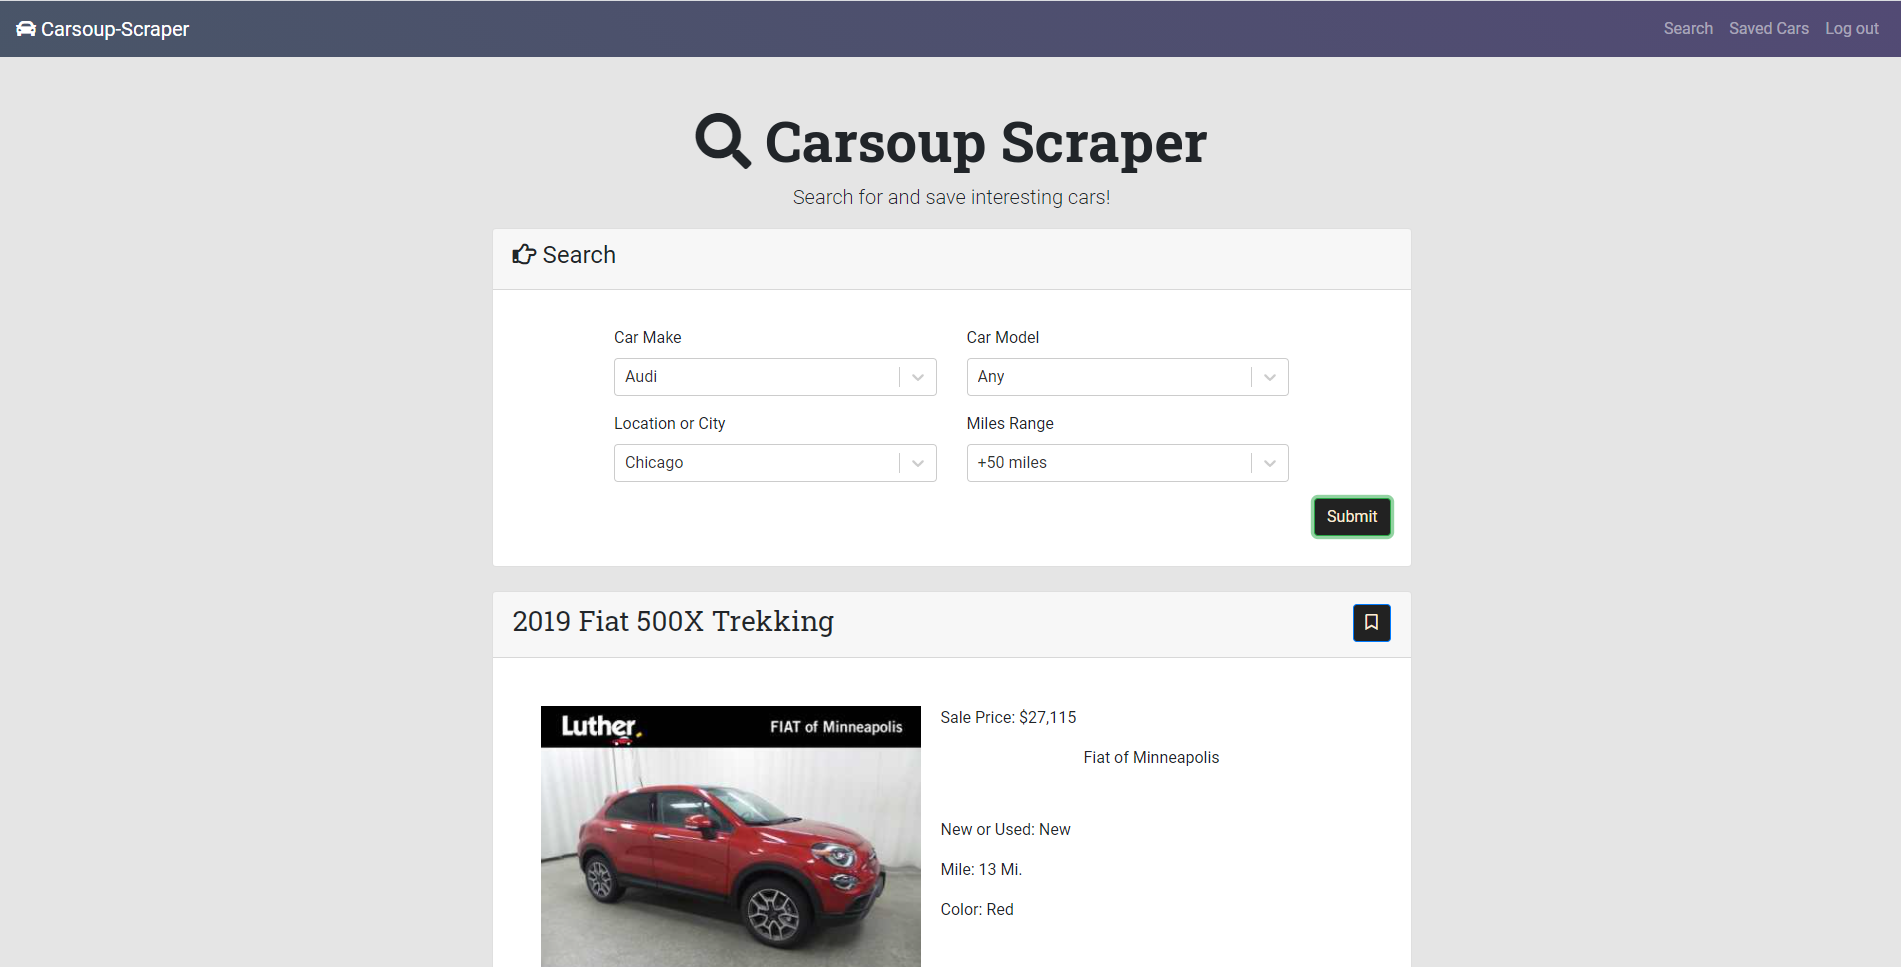 Carsoup-Scraper
Search Saved Cars Log out
Carsoup Scraper
Search for and save interesting cars!
Search
Car Make
Car Model
Audi
Any
Location or City
Miles Range
Chicago
+50 miles
Submit
2019 Fiat 500X Trekking
Luther
FIAT of Minneapolis
Sale Price: $27,115
Fiat of Minneapolis
New or Used: New
Mile: 13 Mi.
Color: Red